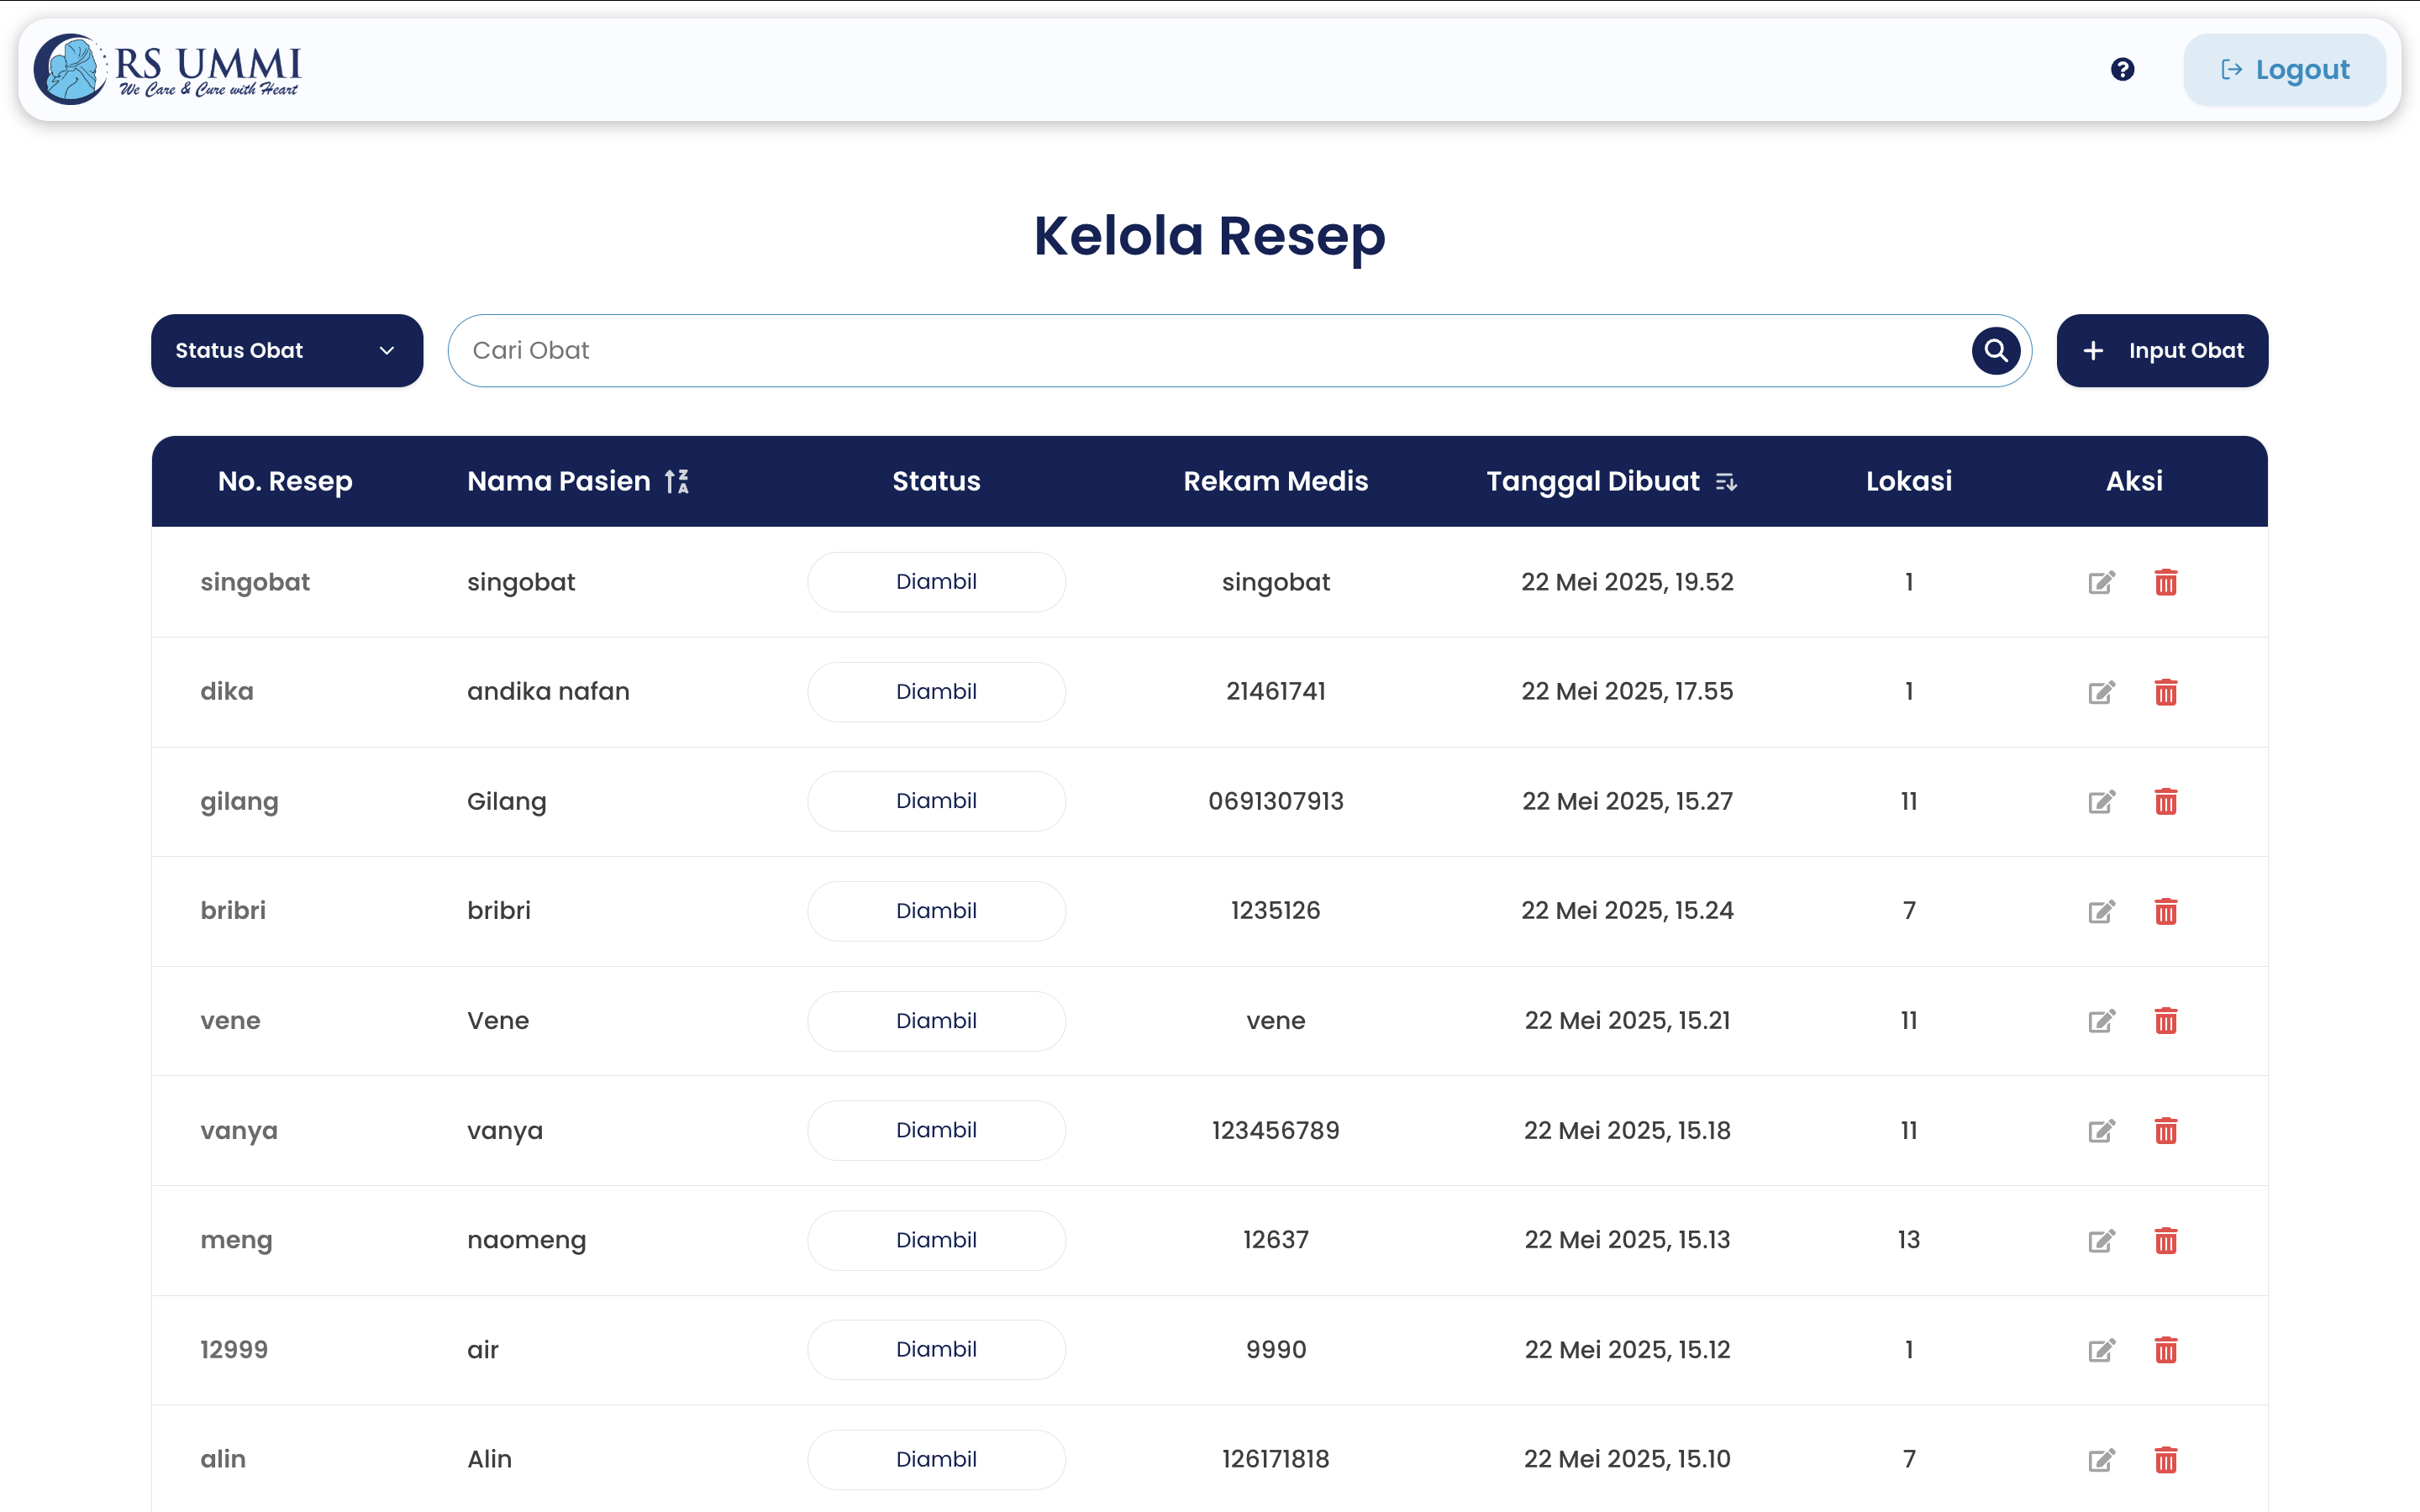 RS UMMI
We Care & Cure with Heart
Logout
Kelola Resep
Status Obat
Cari Obat
Input Obat
No. Resep Nama Pasien Status Rekam Medis Tanggal Dibuat Lokasi Aksi
singobat singobat Diambil singobat 22 Mei 2025, 19.52 1
dika andika nafan Diambil 21461741 22 Mei 2025, 17.55 1
gilang Gilang Diambil 0691307913 22 Mei 2025, 15.27 11
bribri bribri Diambil 1235126 22 Mei 2025, 15.24 7
vene Vene Diambil vene 22 Mei 2025, 15.21 11
vanya vanya Diambil 123456789 22 Mei 2025, 15.18 11
meng naomeng Diambil 12637 22 Mei 2025, 15.13 13
12999 air Diambil 9990 22 Mei 2025, 15.12 1
alin Alin Diambil 126171818 22 Mei 2025, 15.10 7